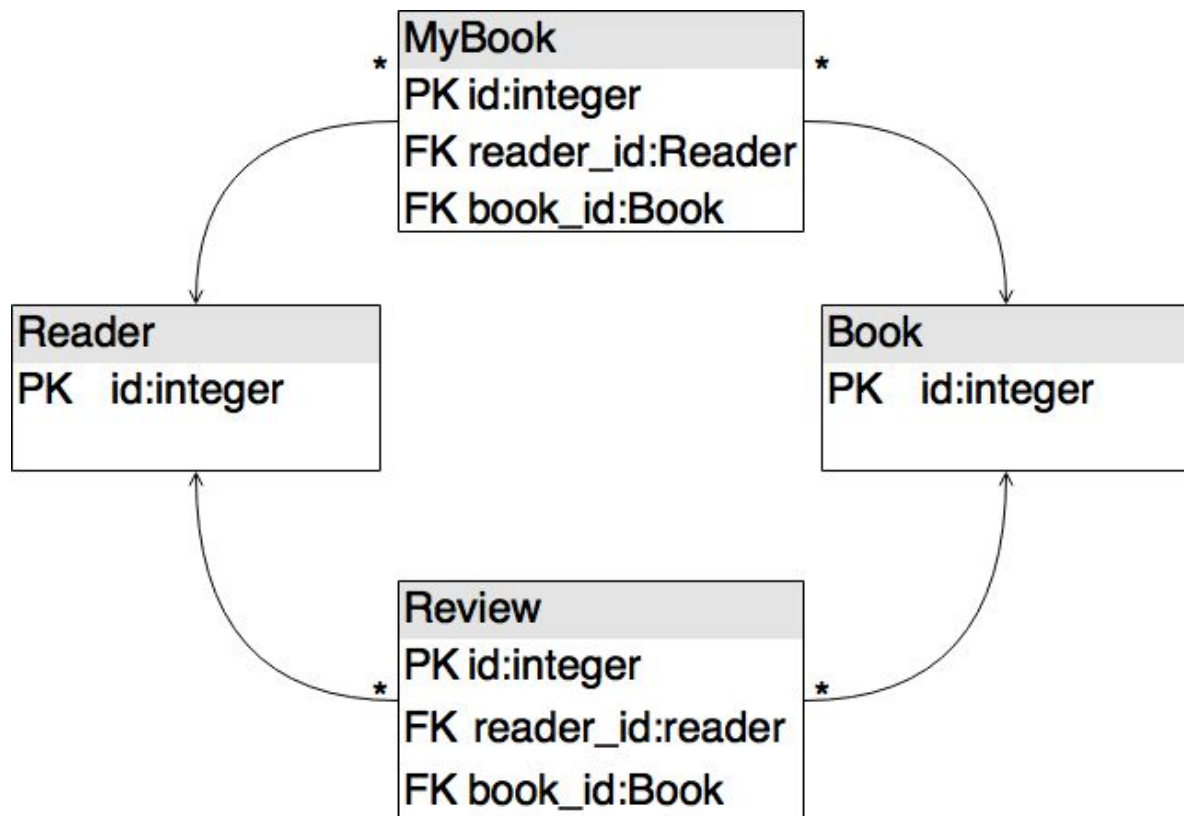 MyBook
*
*
PK id:integer
FK reader_id:Reader
FK book_id:Book
Reader
PK id:integer
Book
PK id:integer
Review
PK id:integer
*
*
FK reader_id:reader
FK book_id:Book